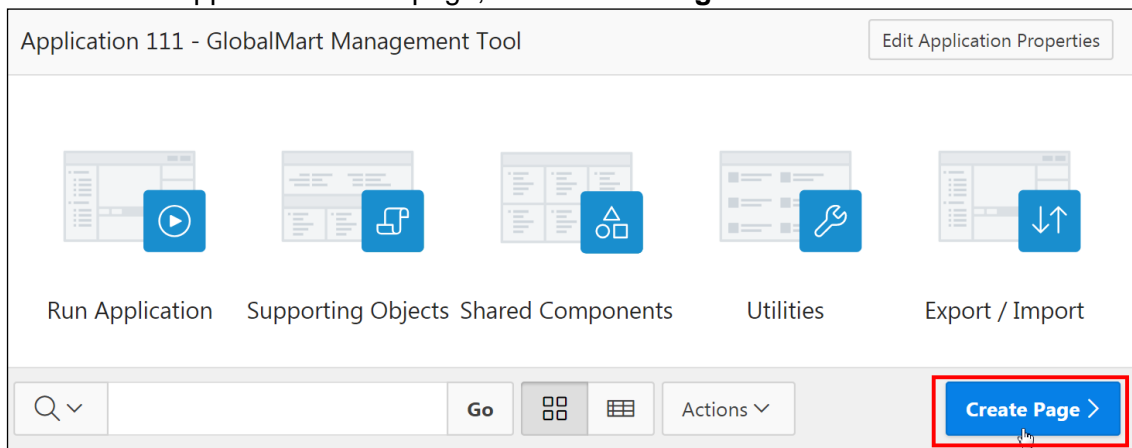 Application 111 - GlobalMart Management Tool
Edit Application Properties
Run Application
Supporting Objects
Shared Components
Utilities
Export / Import
Go
Actions
Create Page